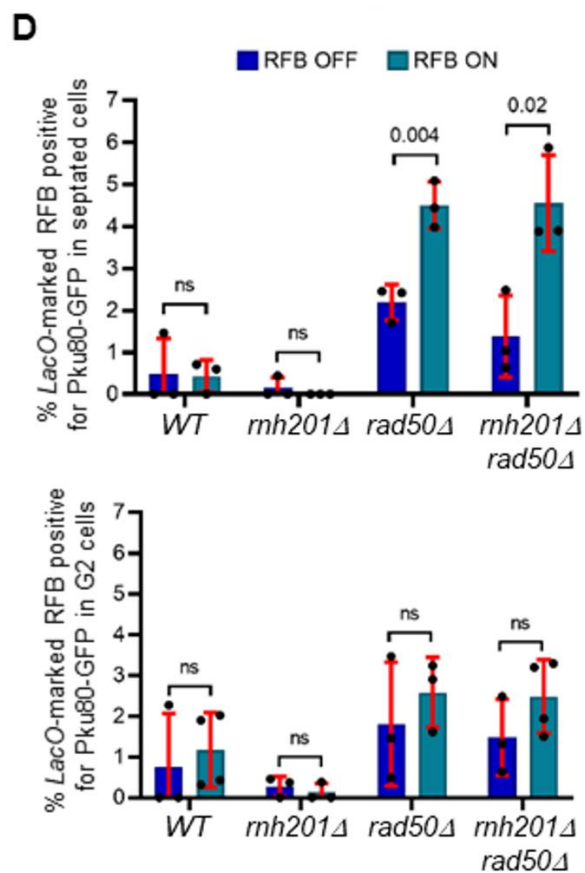 D
RFB OFF RFB ON
% LacO-marked RFB positive
for Pku80-GFP in septated cells
7
6
5
4
3
2
1
0
ns
ns
0.004
0.02
WT rnh201Δ rad50Δ rnh201Δ
rad50Δ
% LacO-marked RFB positive
for Pku80-GFP in G2 cells
7
6
5
4
3
2
1
0
ns
ns
ns
ns
WT rnh201Δ rad50Δ rnh201Δ
rad50Δ